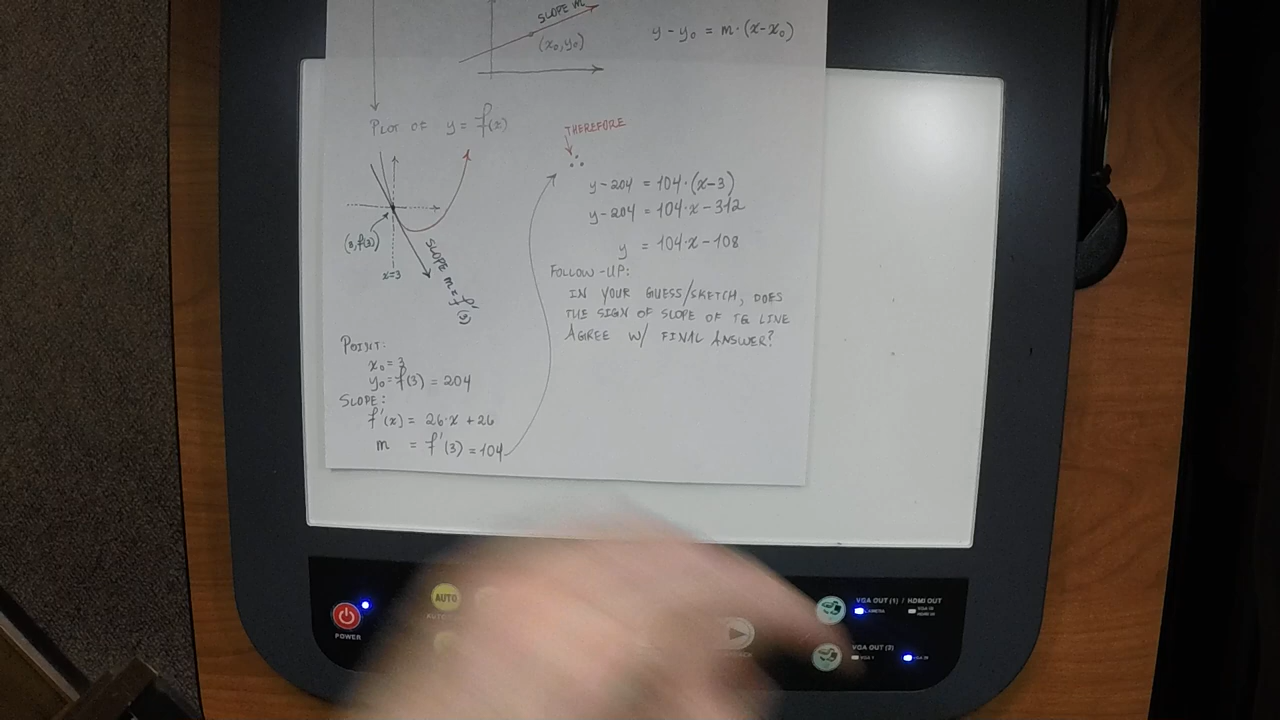 SLOPE m
(x₀,y₀)
y - y₀ = m·(x-x₀)
PLOT OF y = f(x)
THEREFORE
∴
y-204 = 104·(x-3)
y-204 = 104·x-312
y = 104·x-108
(3,f(3))
x=3
SLOPE m = f'(3)
FOLLOW-UP:
IN YOUR GUESS/SKETCH, DOES
THE SIGN OF SLOPE OF TG LINE
AGREE W/ FINAL ANSWER?
POINT:
x₀=3
y₀=f(3) = 204
SLOPE:
f'(x) = 26·x +26
m = f'(3) = 104
POWER
AUTO
VGA OUT (1) / HDMI OUT
VGA OUT (2)